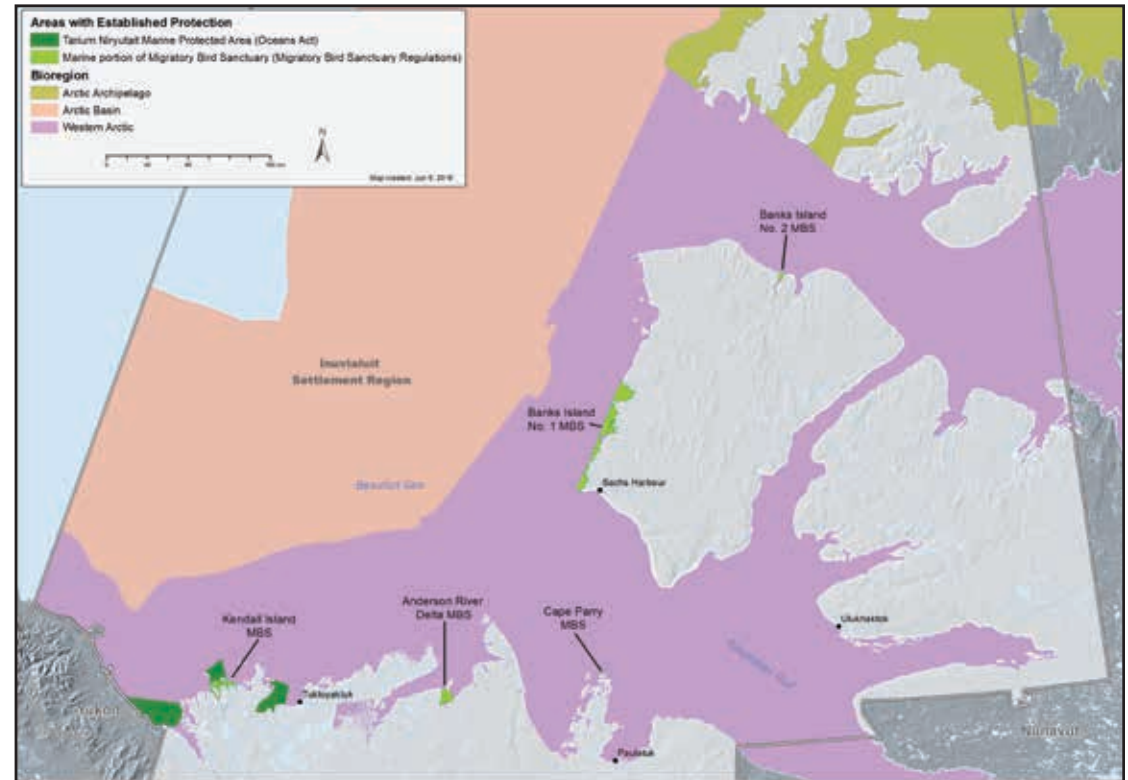 Areas with Established Protection
Tarium Niryutait Marine Protected Area (Oceans Act)
Marine portion of Migratory Bird Sanctuary (Migratory Bird Sanctuary Regulations)
Bioregion
Arctic Archipelago
Arctic Basin
Western Arctic
N
Map created:
Banks Island
No. 2 MBS
Inuvialuit
Settlement Region
Banks Island
No. 1 MBS
Beaufort Sea
Sachs Harbour
Anderson River
Delta MBS
Cape Parry
MBS
Kendall Island
MBS
Ulukhaktok
Tuktoyaktuk
Yukon
Nunavut
Paulatuk